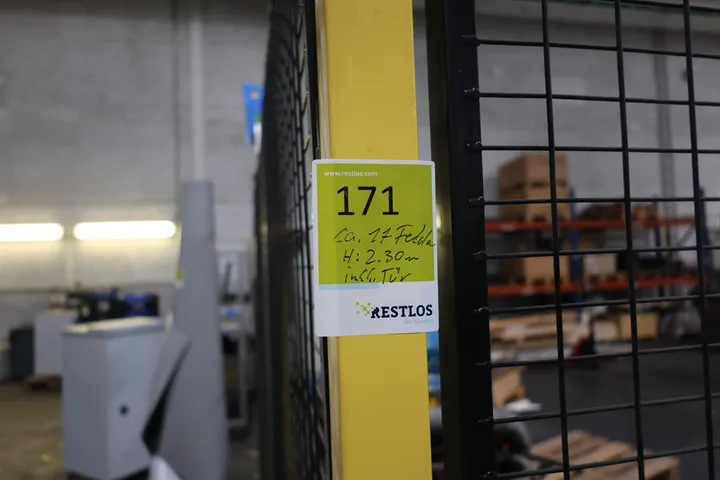 www.restlos.com
171
ca. 17 Felder
H: 2.30m
inkl. Tür
RESTLOS